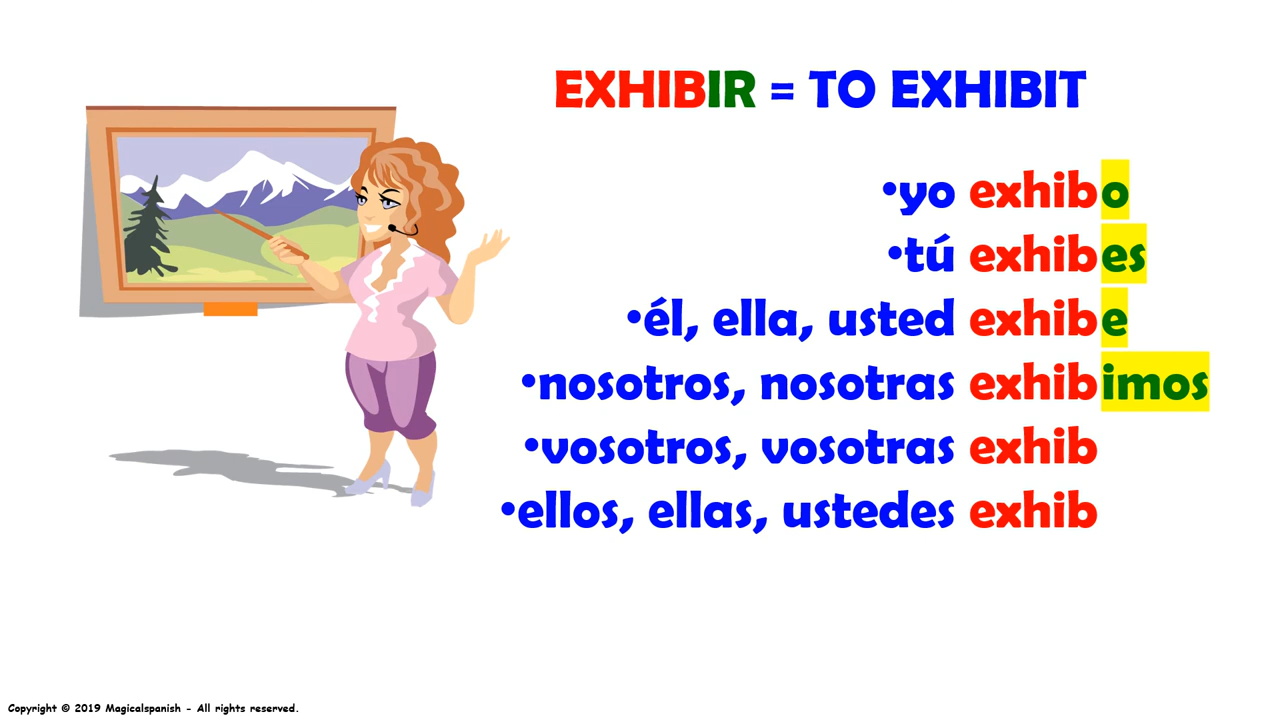 EXHIBIR = TO EXHIBIT
•yo exhibo
•tú exhibes
•él, ella, usted exhibe
•nosotros, nosotras exhibimos
•vosotros, vosotras exhib
•ellos, ellas, ustedes exhib
Copyright © 2019 Magicalspanish - All rights reserved.